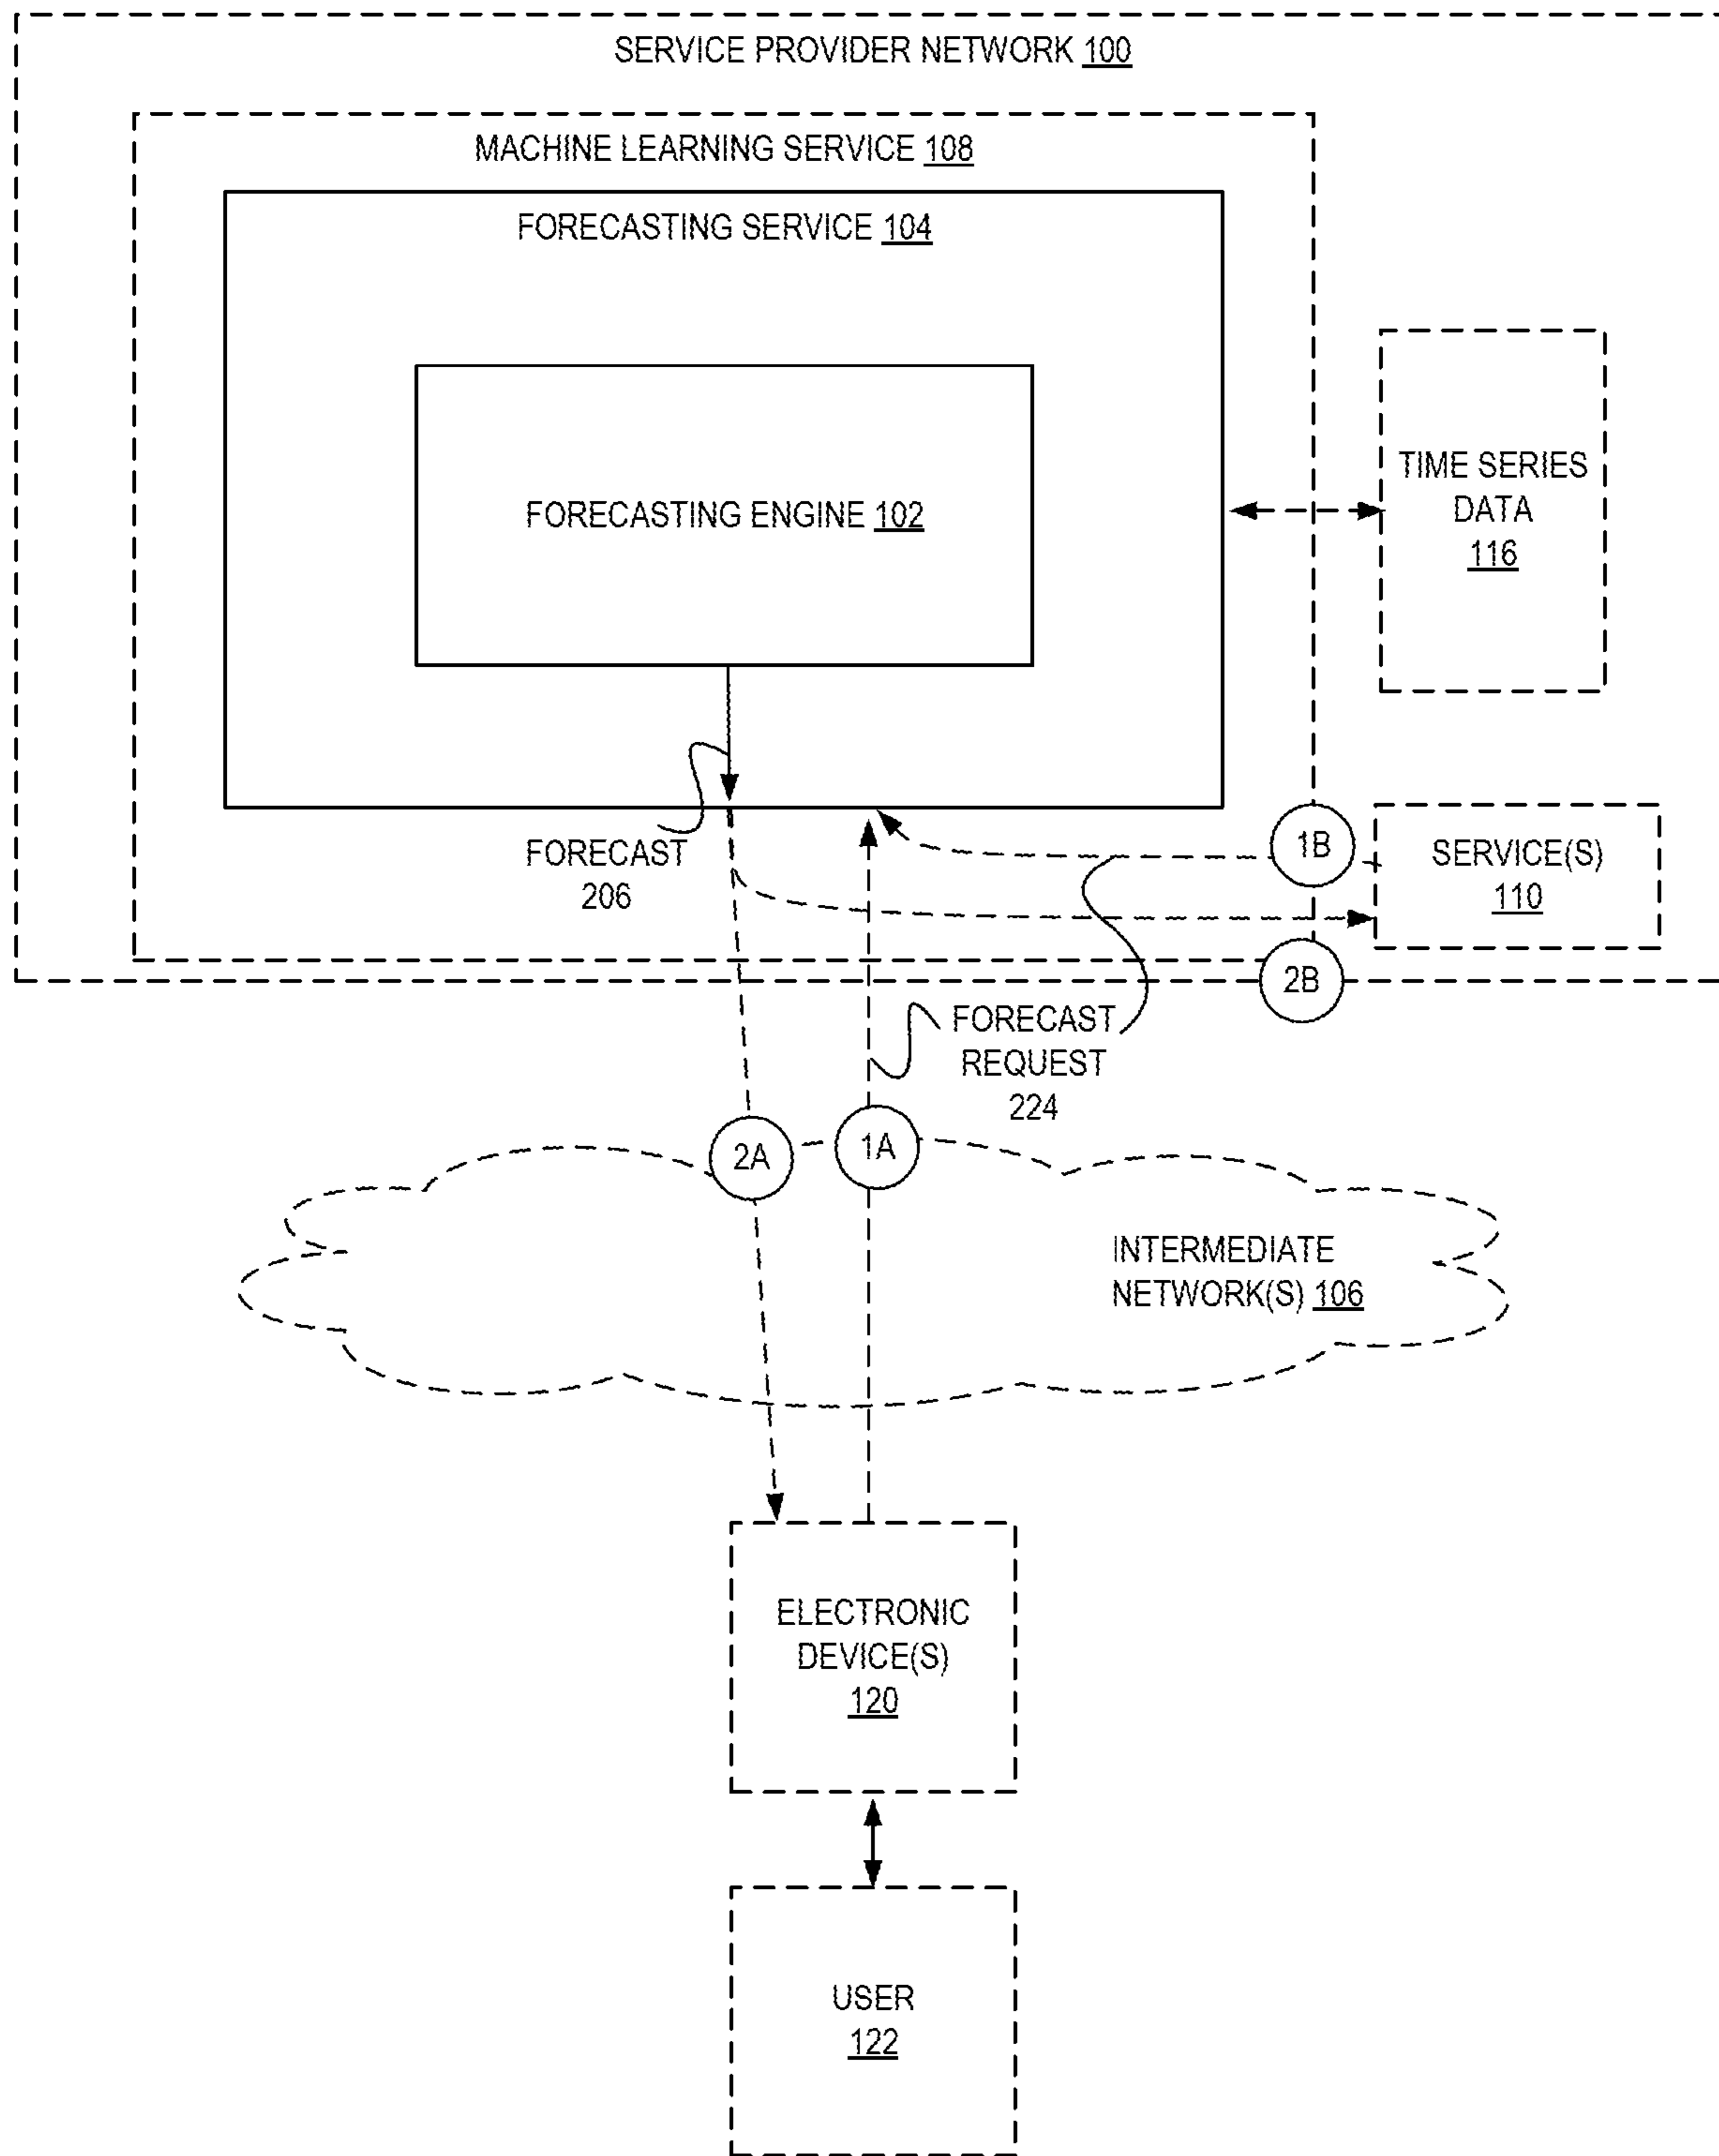 SERVICE PROVIDER NETWORK 100
MACHINE LEARNING SERVICE 108
FORECASTING SERVICE 104
FORECASTING ENGINE 102
TIME SERIES
DATA
116
FORECAST
206
1B
SERVICE(S)
110
2B
FORECAST
REQUEST
224
2A
1A
INTERMEDIATE
NETWORK(S) 106
ELECTRONIC
DEVICE(S)
120
USER
122